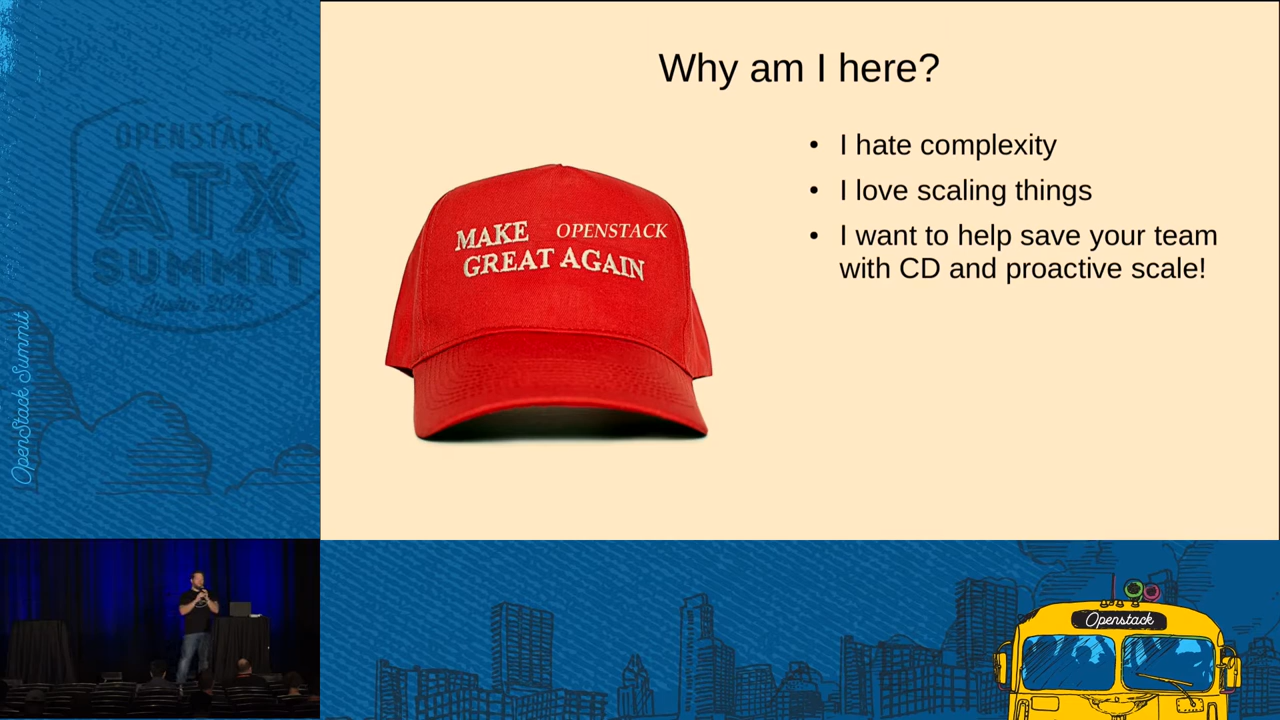 Why am I here?
MAKE OPENSTACK
GREAT AGAIN
• I hate complexity
• I love scaling things
• I want to help save your team
with CD and proactive scale!
OPENSTACK
ATX
SUMMIT
Austin 2016
OpenStack Summit
Openstack